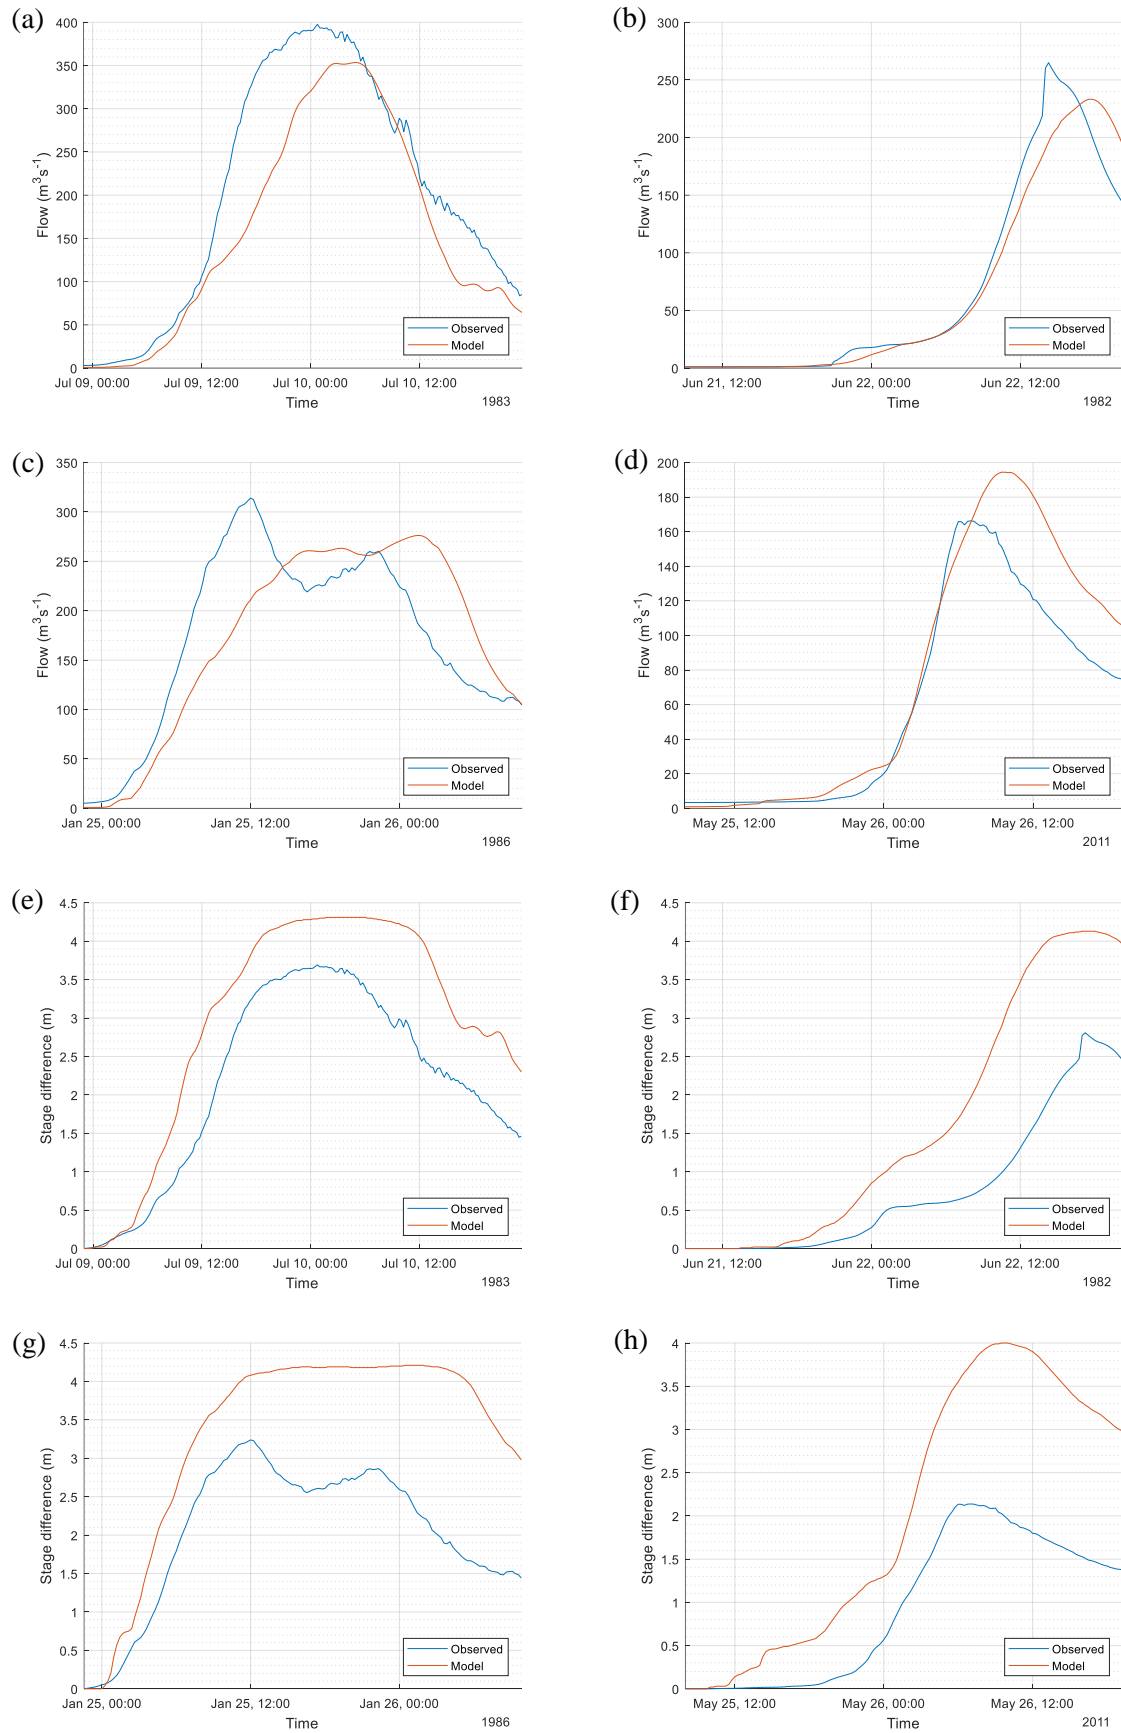 (a)
400
350
300
250
200
150
100
50
0
Flow (m³s⁻¹)
Observed
Model
Jul 09, 00:00 Jul 09, 12:00 Jul 10, 00:00 Jul 10, 12:00
Time
1983
(b)
300
250
200
150
100
50
0
Flow (m³s⁻¹)
Observed
Model
Jun 21, 12:00 Jun 22, 00:00 Jun 22, 12:00
Time
1982
(c)
350
300
250
200
150
100
50
0
Flow (m³s⁻¹)
Observed
Model
Jan 25, 00:00 Jan 25, 12:00 Jan 26, 00:00
Time
1986
(d)
200
180
160
140
120
100
80
60
40
20
0
Flow (m³s⁻¹)
Observed
Model
May 25, 12:00 May 26, 00:00 May 26, 12:00
Time
2011
(e)
4.5
4
3.5
3
2.5
2
1.5
1
0.5
0
Stage difference (m)
Observed
Model
Jul 09, 00:00 Jul 09, 12:00 Jul 10, 00:00 Jul 10, 12:00
Time
1983
(f)
4.5
4
3.5
3
2.5
2
1.5
1
0.5
0
Stage difference (m)
Observed
Model
Jun 21, 12:00 Jun 22, 00:00 Jun 22, 12:00
Time
1982
(g)
4.5
4
3.5
3
2.5
2
1.5
1
0.5
0
Stage difference (m)
Observed
Model
Jan 25, 00:00 Jan 25, 12:00 Jan 26, 00:00
Time
1986
(h)
4
3.5
3
2.5
2
1.5
1
0.5
0
Stage difference (m)
Observed
Model
May 25, 12:00 May 26, 00:00 May 26, 12:00
Time
2011